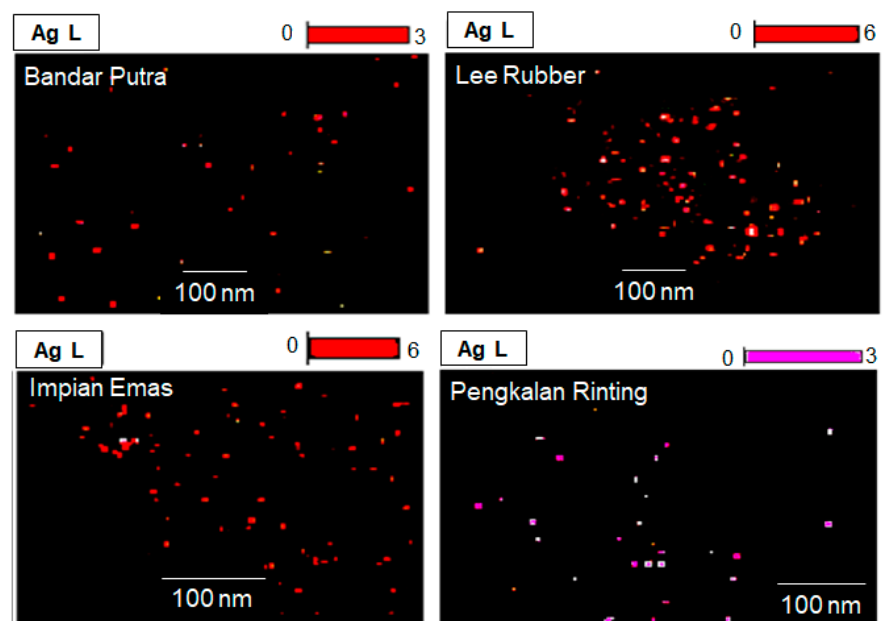 Ag L
0
3
Bandar Putra
100 nm
Ag L
0
6
Lee Rubber
100 nm
Ag L
0
6
Impian Emas
100 nm
Ag L
0
3
Pengkalan Rinting
100 nm